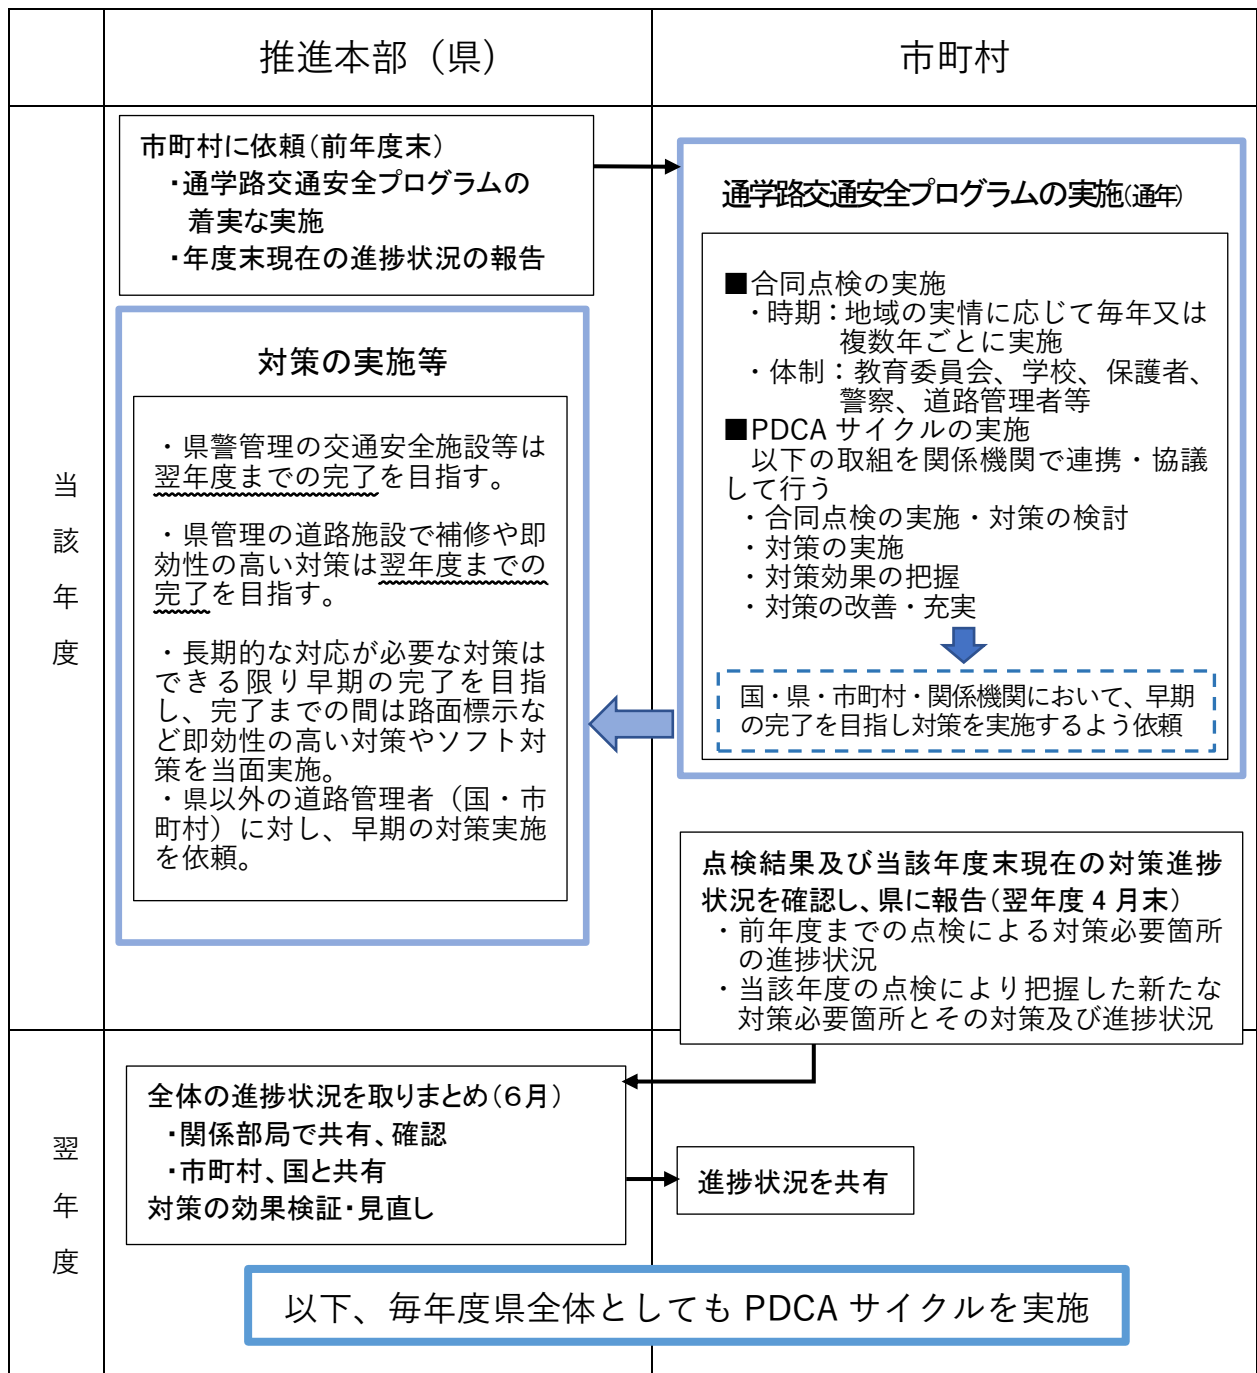 推進本部（県）
市町村
当該年度
市町村に依頼（前年度末）
・通学路交通安全プログラムの
着実な実施
・年度末現在の進捗状況の報告
対策の実施等
・県警管理の交通安全施設等は
翌年度までの完了を目指す。
・県管理の道路施設で補修や即
効性の高い対策は翌年度までの
完了を目指す。
・長期的な対応が必要な対策は
できる限り早期の完了を目指
し、完了までの間は路面標示な
ど即効性の高い対策やソフト対
策を当面実施。
・県以外の道路管理者（国・市
町村）に対し、早期の対策実施
を依頼。
通学路交通安全プログラムの実施（通年）
■合同点検の実施
・時期：地域の実情に応じて毎年又は
複数年ごとに実施
・体制：教育委員会、学校、保護者、
警察、道路管理者等
■PDCA サイクルの実施
以下の取組を関係機関で連携・協議
して行う
・合同点検の実施・対策の検討
・対策の実施
・対策効果の把握
・対策の改善・充実
国・県・市町村・関係機関において、早期
の完了を目指し対策を実施するよう依頼
点検結果及び当該年度末現在の対策進捗
状況を確認し、県に報告（翌年度 4 月末）
・前年度までの点検による対策必要箇所
の進捗状況
・当該年度の点検により把握した新たな
対策必要箇所とその対策及び進捗状況
翌年度
全体の進捗状況を取りまとめ（６月）
・関係部局で共有、確認
・市町村、国と共有
対策の効果検証・見直し
進捗状況を共有
以下、毎年度県全体としても PDCA サイクルを実施